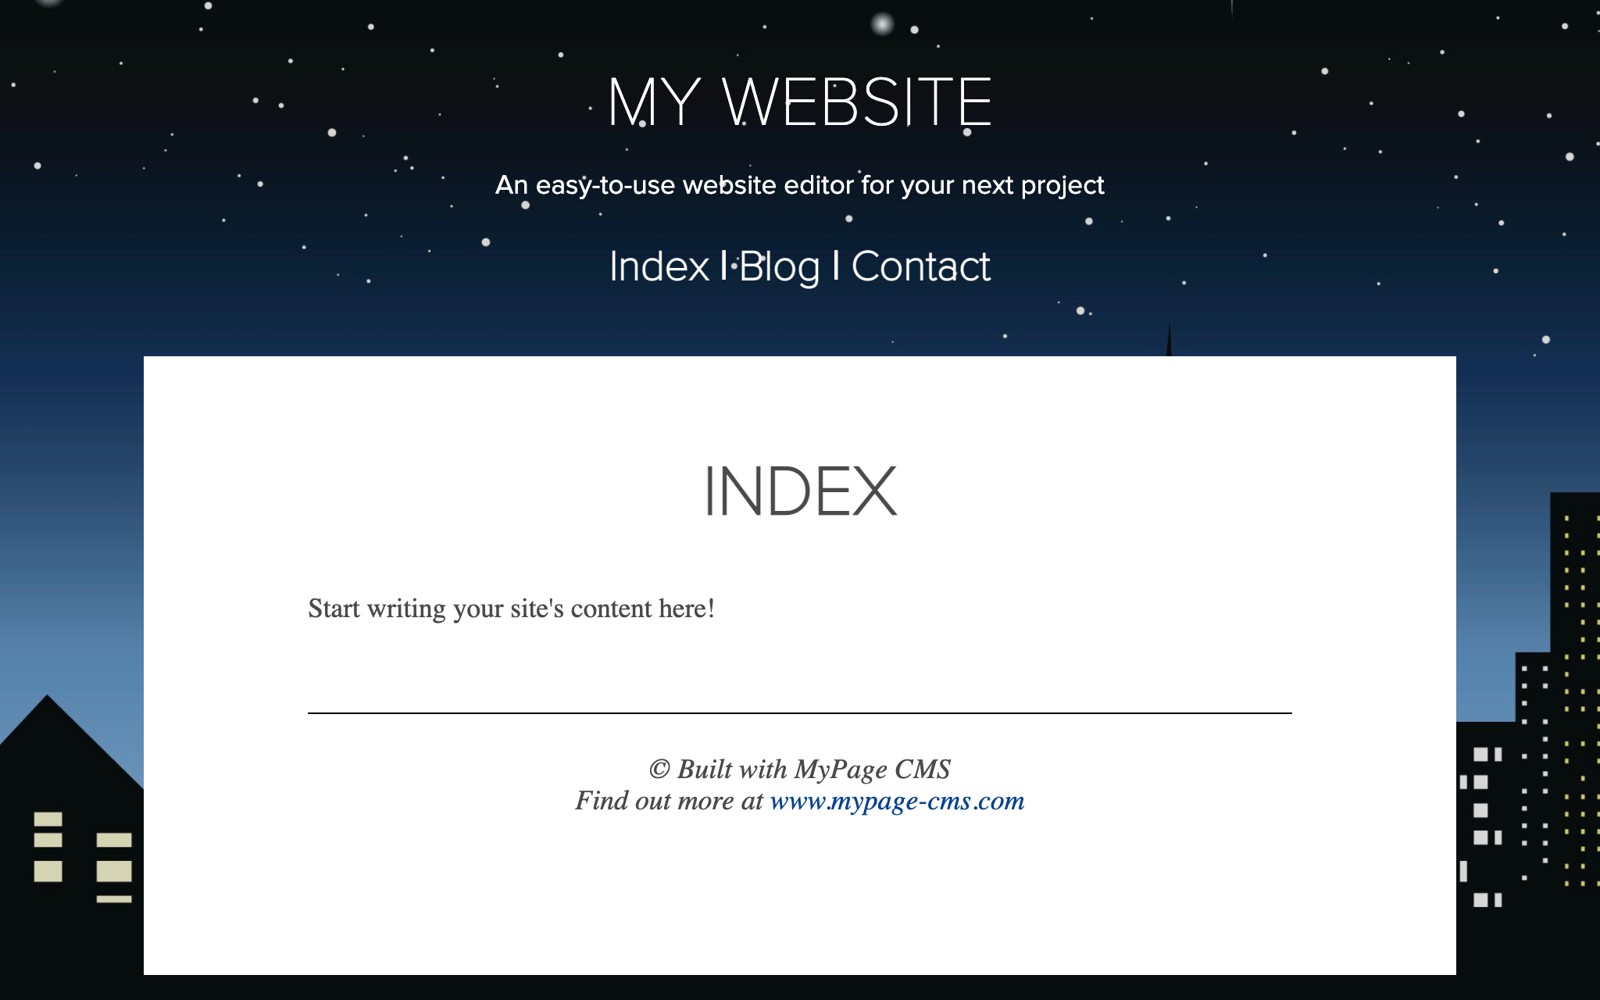 MY WEBSITE
An easy-to-use website editor for your next project
Index | Blog | Contact
INDEX
Start writing your site's content here!
© Built with MyPage CMS
Find out more at www.mypage-cms.com